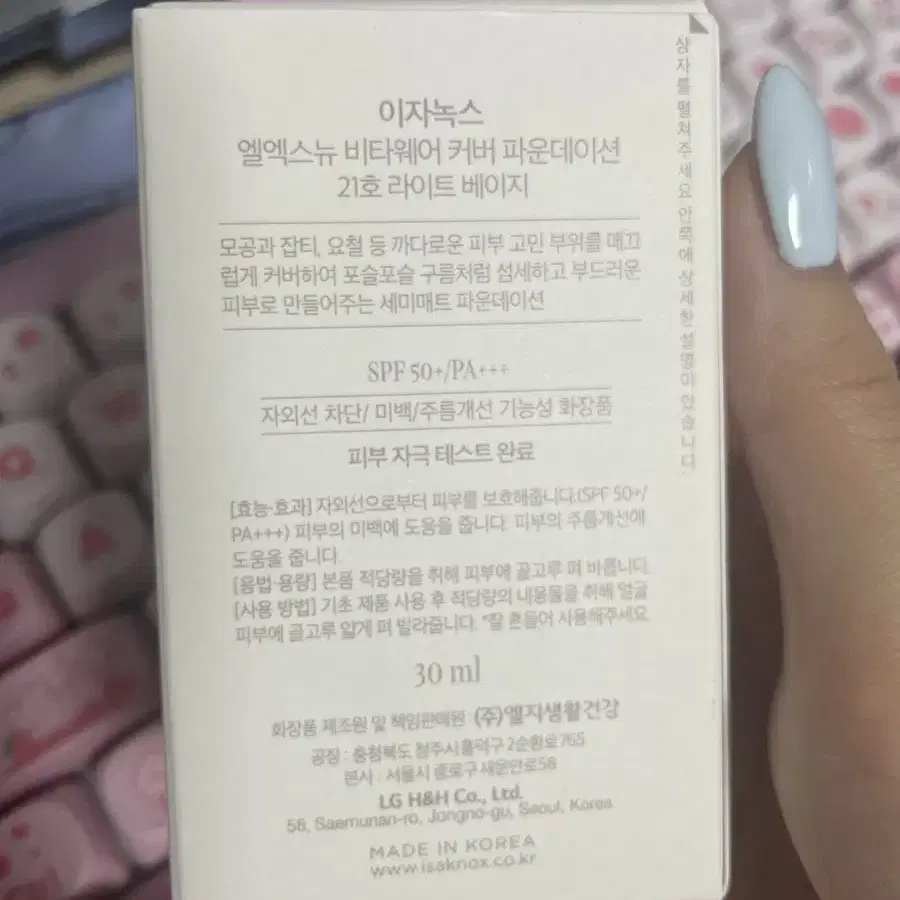 이자녹스
엘엑스뉴 비타웨어 커버 파운데이션
21호 라이트 베이지
모공과 잡티, 요철 등 까다로운 피부 고민 부위를 매끄
럽게 커버하여 포슬포슬 구름처럼 섬세하고 부드러운
피부로 만들어주는 세미매트 파운데이션
SPF 50+/PA+++
자외선 차단/ 미백/주름개선 기능성 화장품
피부 자극 테스트 완료
[효능·효과] 자외선으로부터 피부를 보호해줍니다.(SPF 50+/
PA+++) 피부의 미백에 도움을 줍니다. 피부의 주름개선에
도움을 줍니다.
[용법·용량] 본품 적당량을 취해 피부에 골고루 펴 바릅니다.
[사용 방법] 기초 제품 사용 후 적당량의 내용물을 취해 얼굴
피부에 골고루 얇게 펴 발라줍니다. *잘 흔들어 사용해주세요
30 ml
화장품 제조원 및 책임판매원 : (주)엘지생활건강
공장 : 충청북도 청주시 흥덕구 2순환로 765
본사 : 서울시 종로구 새문안로 58
LG H&H Co., Ltd.
58, Saemunan-ro, Jongno-gu, Seoul, Korea
MADE IN KOREA
www.isaknox.co.kr
상자를 펼쳐주세요 안쪽에 상세한 설명이 있습니다.